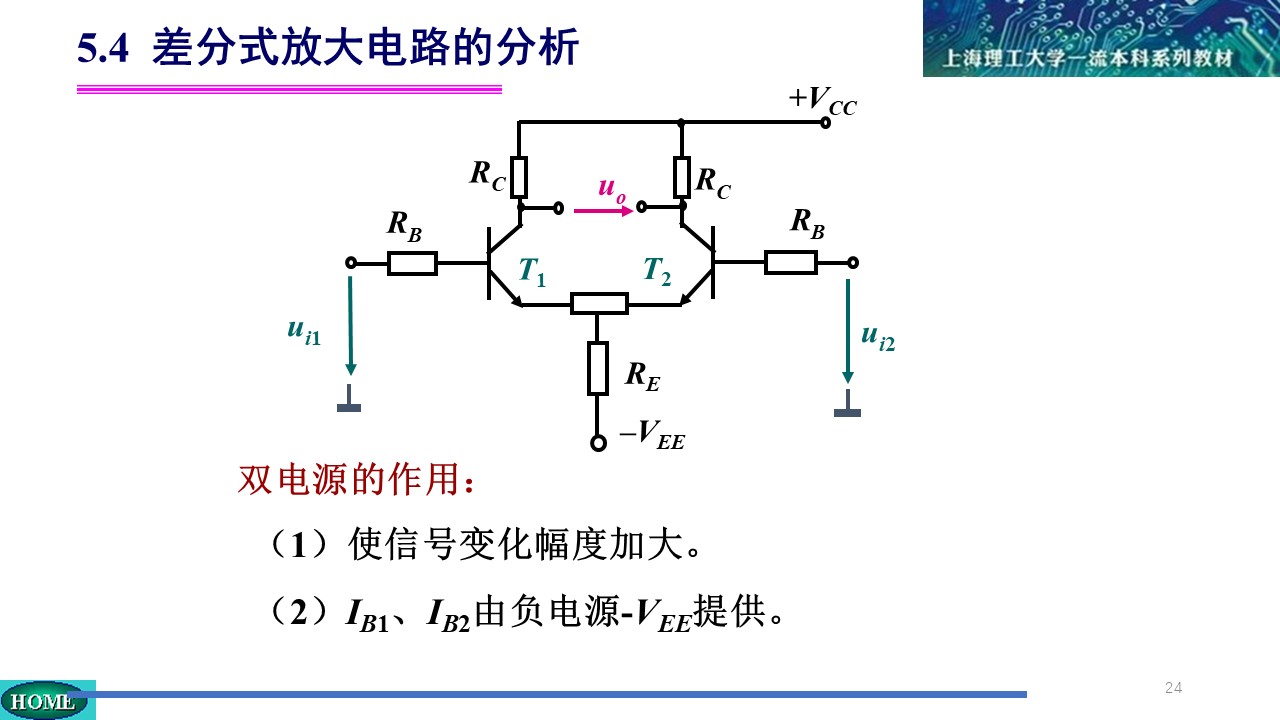 5.4 差分式放大电路的分析
上海理工大学一流本科系列教材
+VCC
RC
uo
RC
RB
RB
T1
T2
ui1
ui2
RE
–VEE
双电源的作用：
（1）使信号变化幅度加大。
（2）IB1、IB2由负电源-VEE提供。
HOME
24